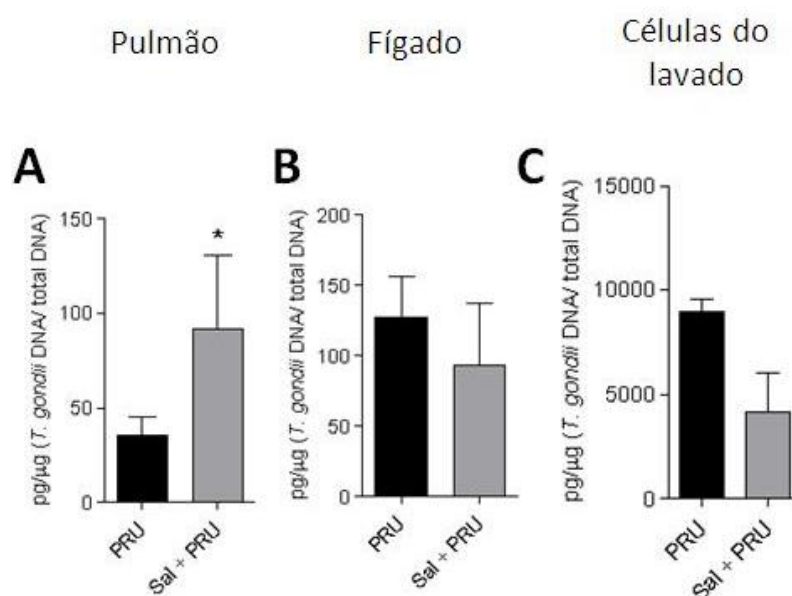 Pulmão
Fígado
Células do
lavado
A
B
C
pg/µg (T. gondii DNA/ total DNA)
150
100
50
0
*
PRU
Sal + PRU
pg/µg (T. gondii DNA/ total DNA)
200
150
100
50
0
PRU
Sal + PRU
pg/µg (T. gondii DNA/ total DNA)
15000
10000
5000
0
PRU
Sal + PRU